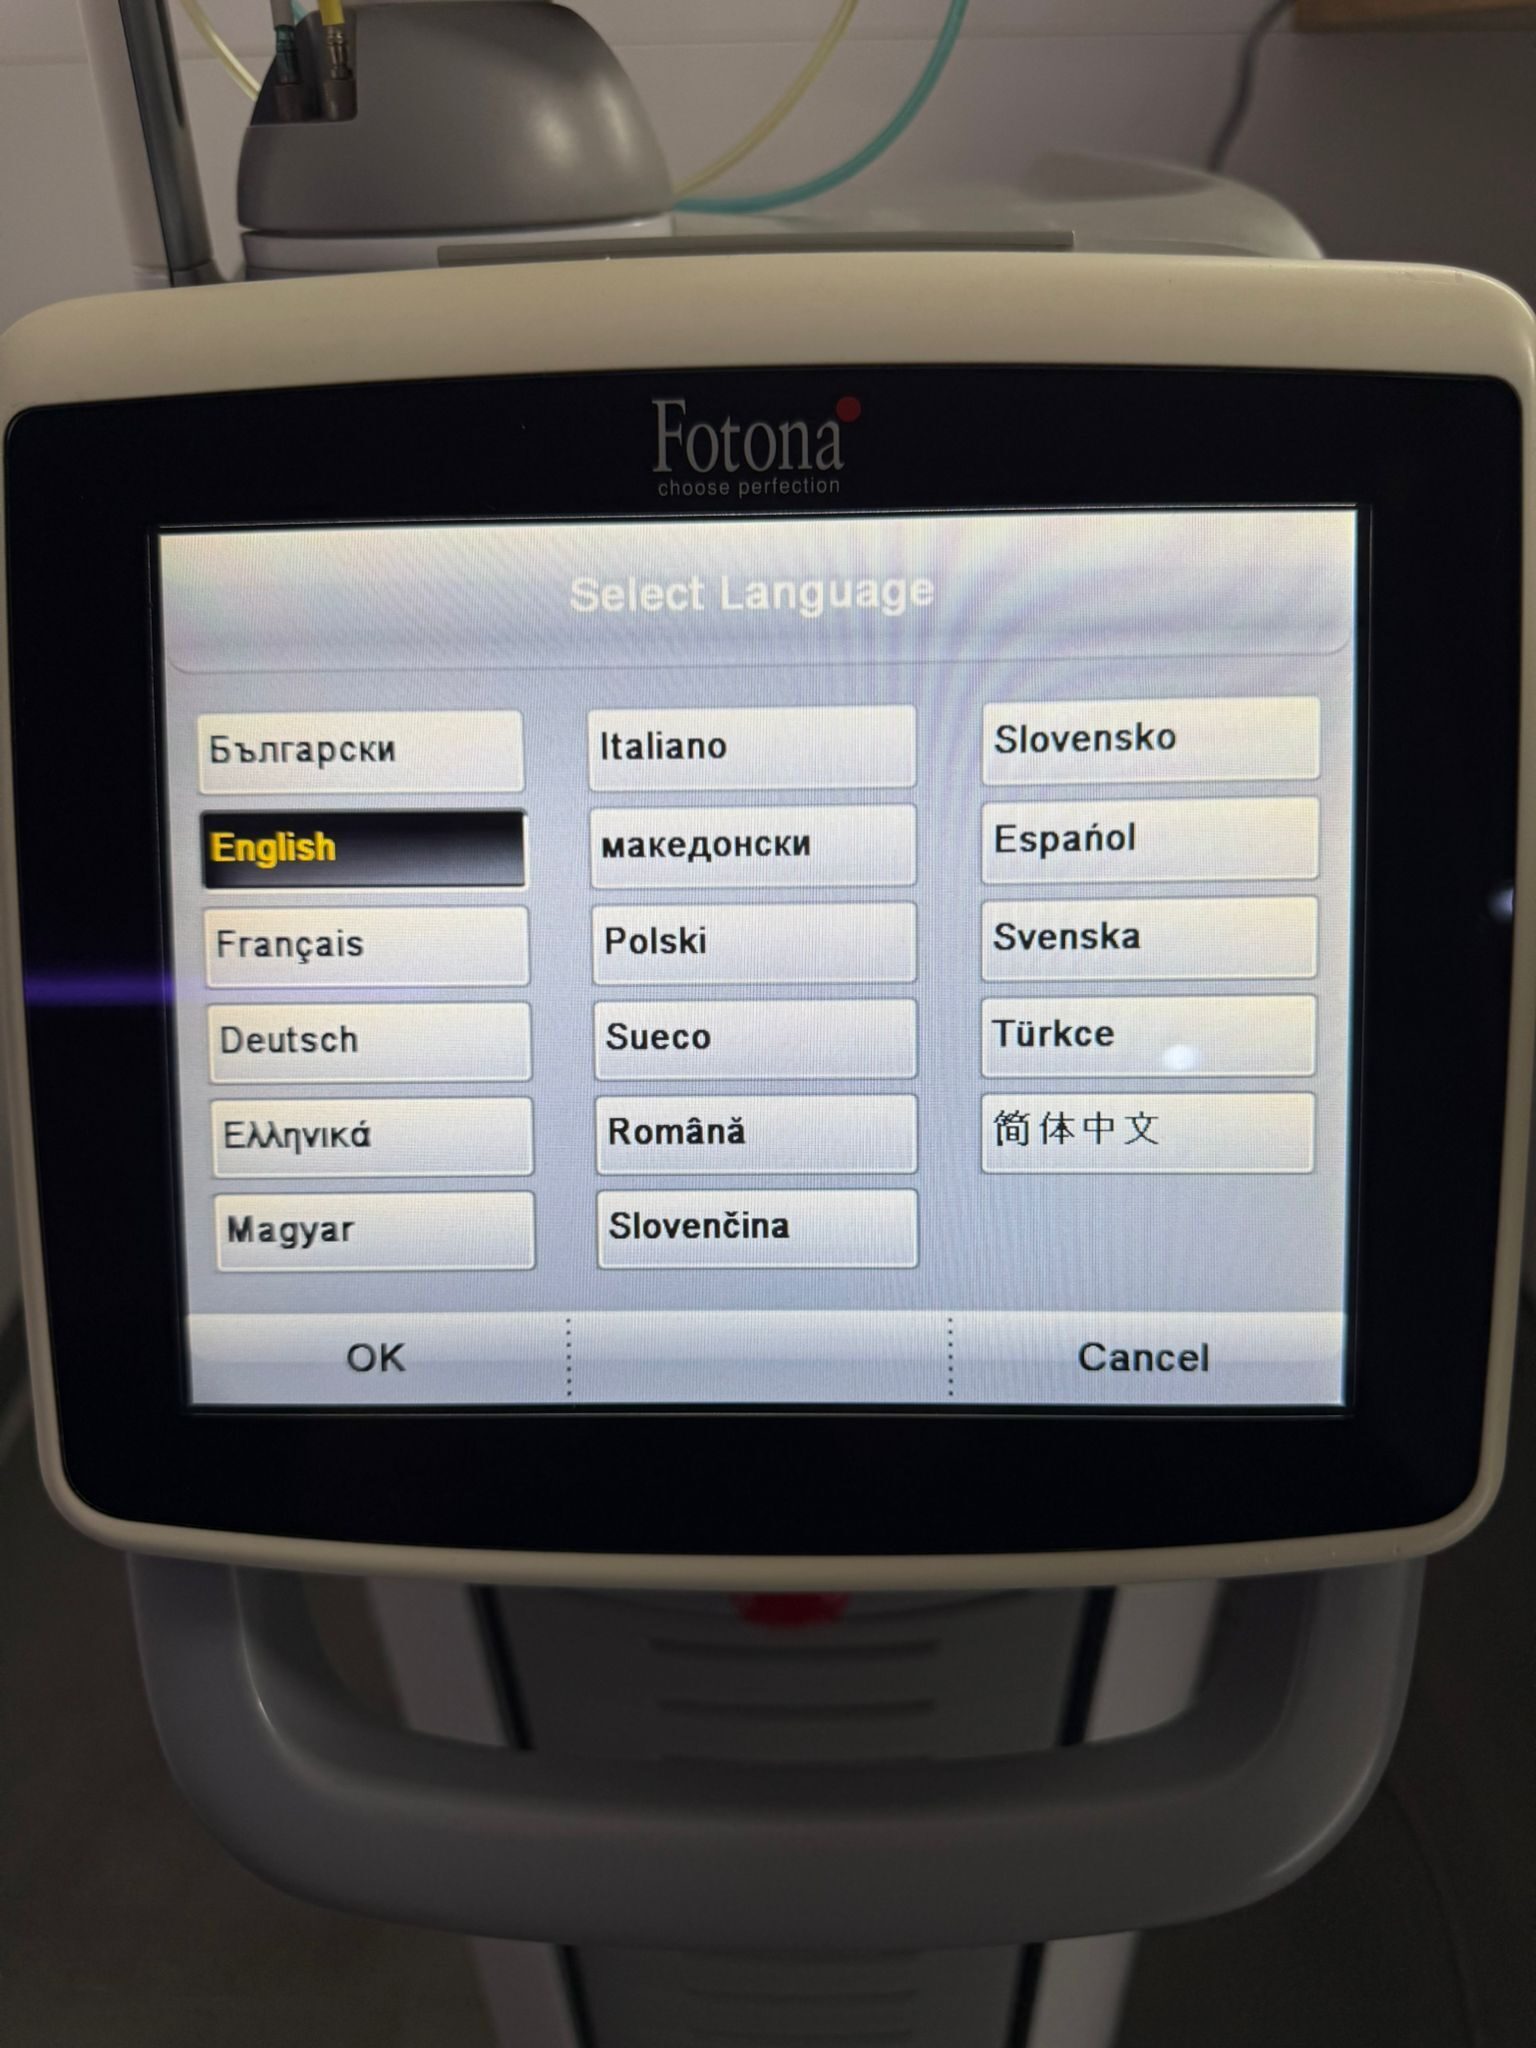 Fotona
choose perfection
Select Language
Български
English
Français
Deutsch
Ελληνικά
Magyar
Italiano
македонски
Polski
Sueco
Română
Slovenčina
Slovensko
Espańol
Svenska
Türkce
简体中文
OK
Cancel